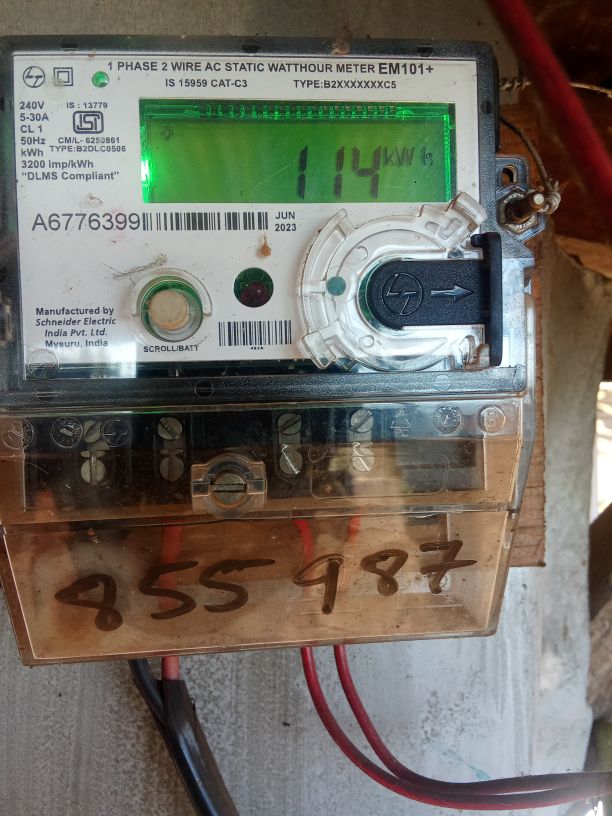 1 PHASE 2 WIRE AC STATIC WATTHOUR METER EM101+
IS 15959 CAT-C3 TYPE:B2XXXXXXXC5
240V IS : 13779
5-30A
CL 1
50Hz CM/L- 6250861
kWh TYPE:B2DLC0506
3200 imp/kWh
"DLMS Compliant"
114 kWh
A6776399
JUN
2023
Manufactured by
Schneider Electric
India Pvt. Ltd.
Mysuru, India
SCROLL/BATT
855 987